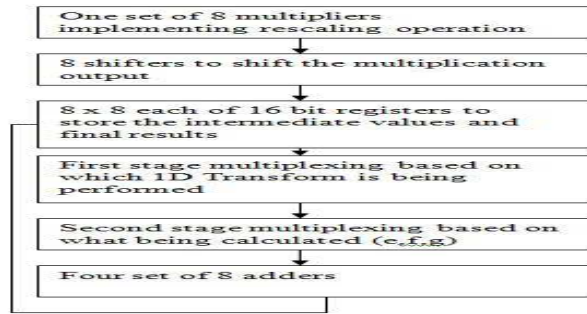 One set of 8 multipliers
implementing rescaling operation
8 shifters to shift the multiplication
output
8 x 8 each of 16 bit registers to
store the intermediate values and
final results
First stage multiplexing based on
which 1D Transform is being
performed
Second stage multiplexing based on
what being calculated (e,f,g)
Four set of 8 adders